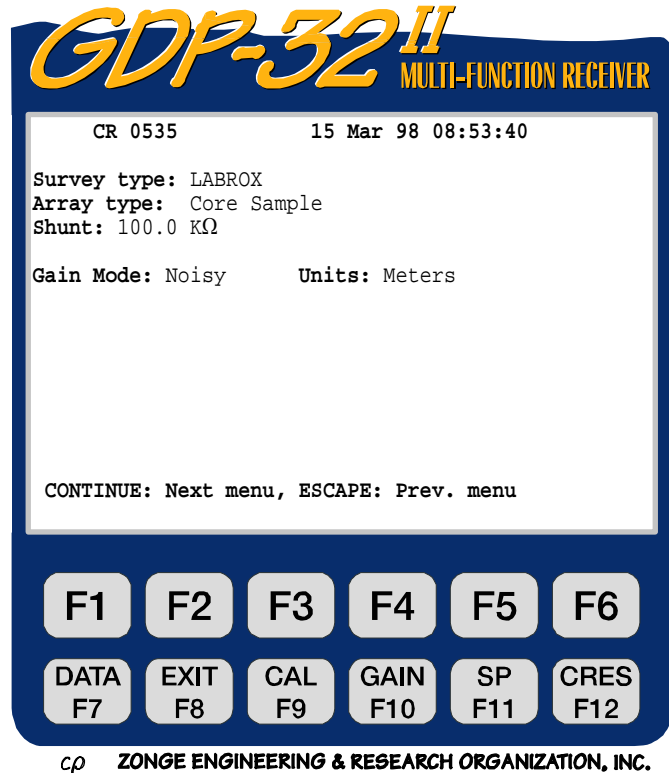 GDP-32 II
MULTI-FUNCTION RECEIVER
CR 0535 15 Mar 98 08:53:40
Survey type: LABROX
Array type: Core Sample
Shunt: 100.0 KΩ
Gain Mode: Noisy Units: Meters
CONTINUE: Next menu, ESCAPE: Prev. menu
F1 F2 F3 F4 F5 F6
DATA EXIT CAL GAIN SP CRES
F7 F8 F9 F10 F11 F12
cρ ZONGE ENGINEERING & RESEARCH ORGANIZATION, INC.